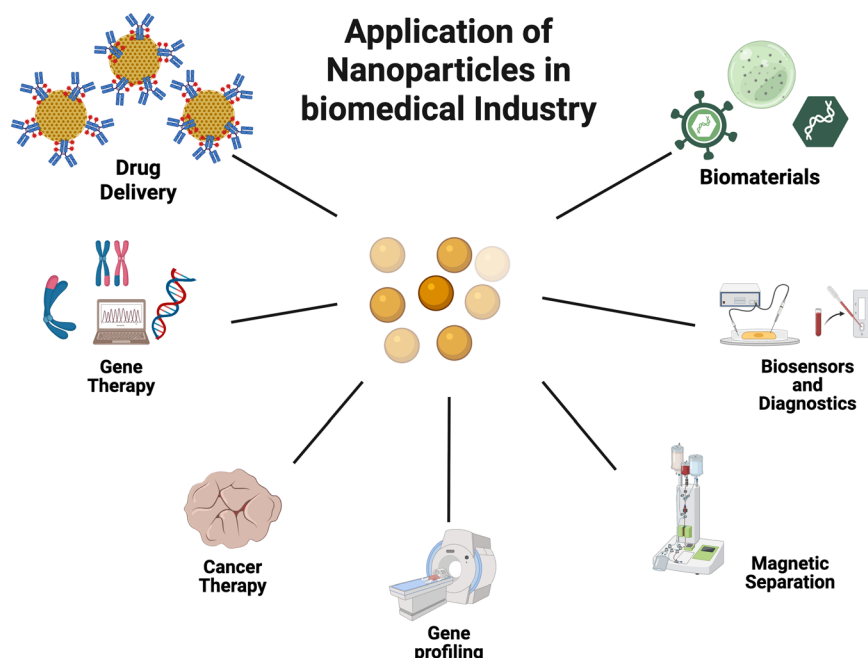 Application of
Nanoparticles in
biomedical Industry
Drug
Delivery
Biomaterials
Gene
Therapy
Biosensors
and
Diagnostics
Cancer
Therapy
Magnetic
Separation
Gene
profiling